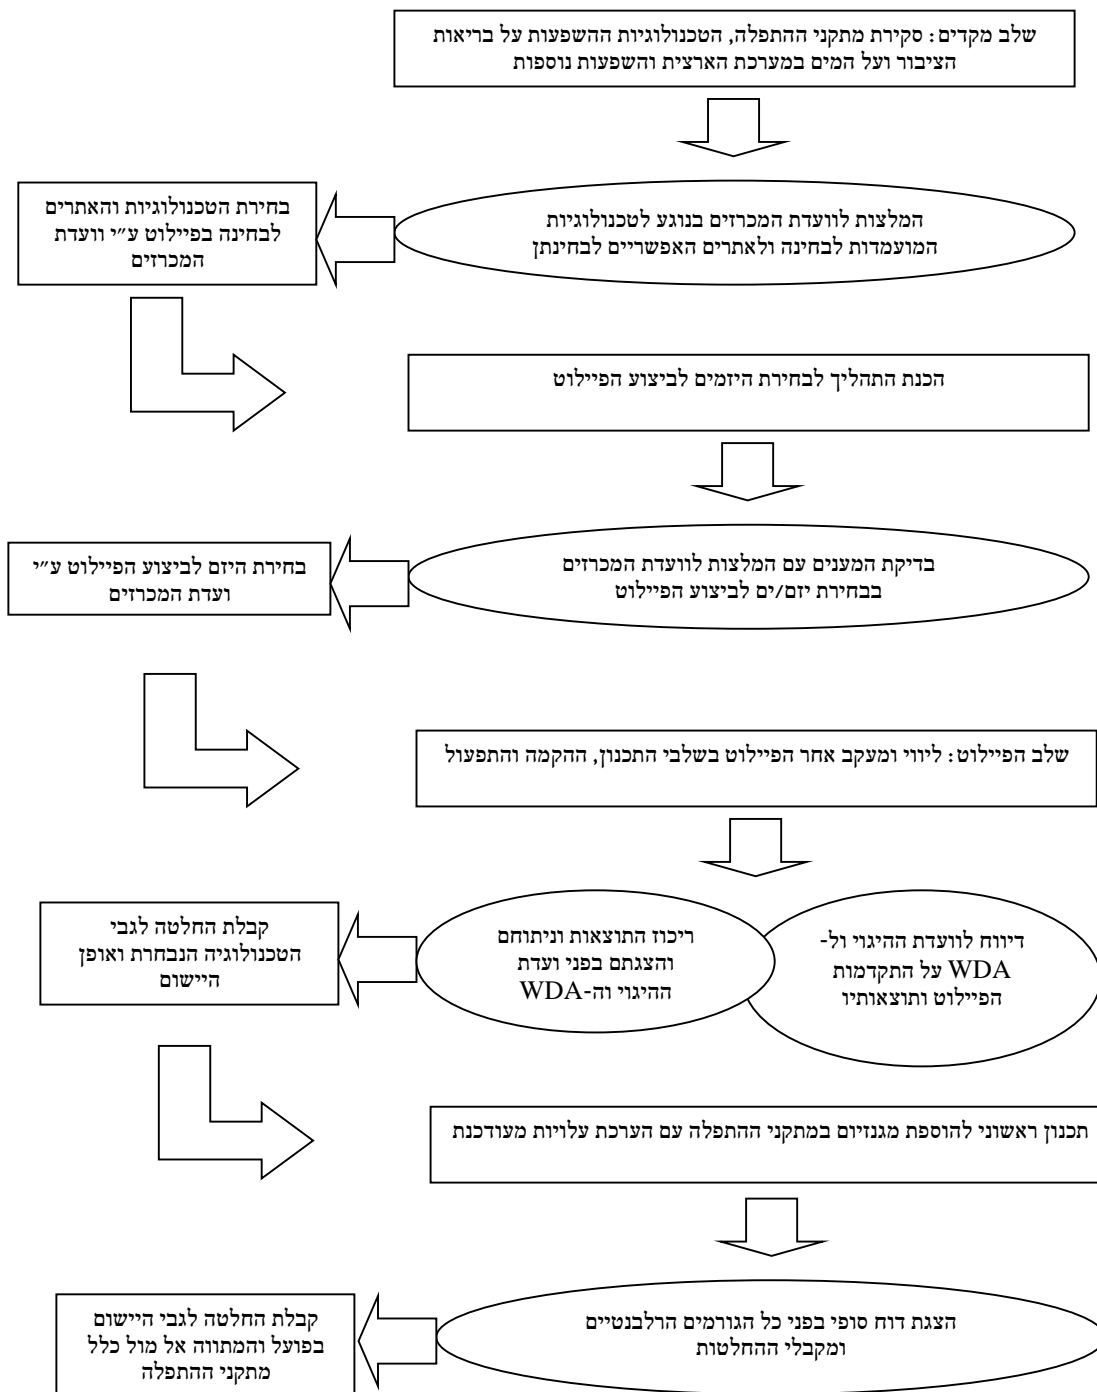 שלב מקדים: סקירת מתקני ההתפלה, הטכנולוגיות ההשפעות על בריאות
הציבור ועל המים במערכת הארצית והשפעות נוספות
המלצות לוועדת המכרזים בנוגע לטכנולוגיות
המועמדות לבחינה ולאתרים האפשריים לבחינתן
בחירת הטכנולוגיות והאתרים
לבחינה בפיילוט ע״י וועדת
המכרזים
הכנת התהליך לבחירת היזמים לביצוע הפיילוט
בדיקת המענים עם המלצות לוועדת המכרזים
בבחירת יזם/ים לביצוע הפיילוט
בחירת היזם לביצוע הפיילוט ע״י
ועדת המכרזים
שלב הפיילוט: ליווי ומעקב אחר הפיילוט בשלבי התכנון, ההקמה והתפעול
דיווח לוועדת ההיגוי ול-
WDA על התקדמות
הפיילוט ותוצאותיו
ריכוז התוצאות וניתוחם
והצגתם בפני ועדת
ההיגוי וה-WDA
קבלת החלטה לגבי
הטכנולוגיה הנבחרת ואופן
היישום
תכנון ראשוני להוספת מגנזיום במתקני ההתפלה עם הערכת עלויות מעודכנת
הצגת דוח סופי בפני כל הגורמים הרלבנטיים
ומקבלי ההחלטות
קבלת החלטה לגבי היישום
בפועל והמתווה אל מול כלל
מתקני ההתפלה